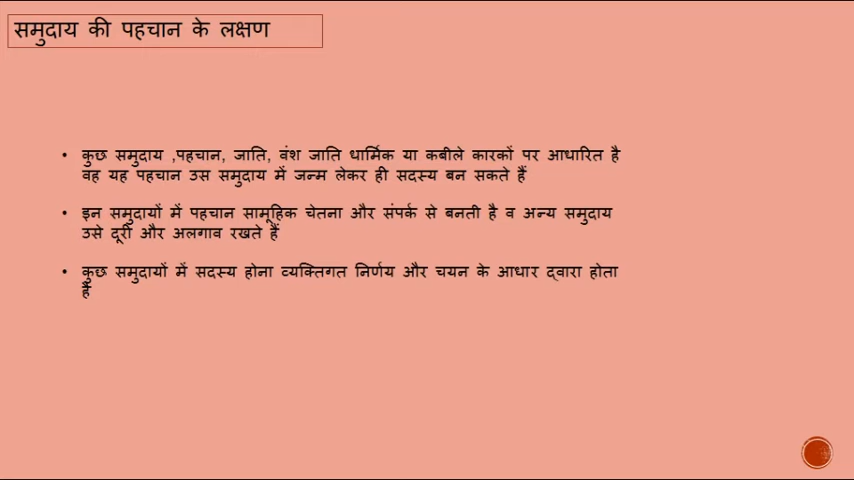 समुदाय की पहचान के लक्षण
• कुछ समुदाय ,पहचान, जाति, वंश जाति धार्मिक या कबीले कारकों पर आधारित है
वह यह पहचान उस समुदाय में जन्म लेकर ही सदस्य बन सकते हैं
• इन समुदायों में पहचान सामूहिक चेतना और संपर्क से बनती है व अन्य समुदाय
उसे दूरी और अलगाव रखते हैं
• कुछ समुदायों में सदस्य होना व्यक्तिगत निर्णय और चयन के आधार द्वारा होता
है